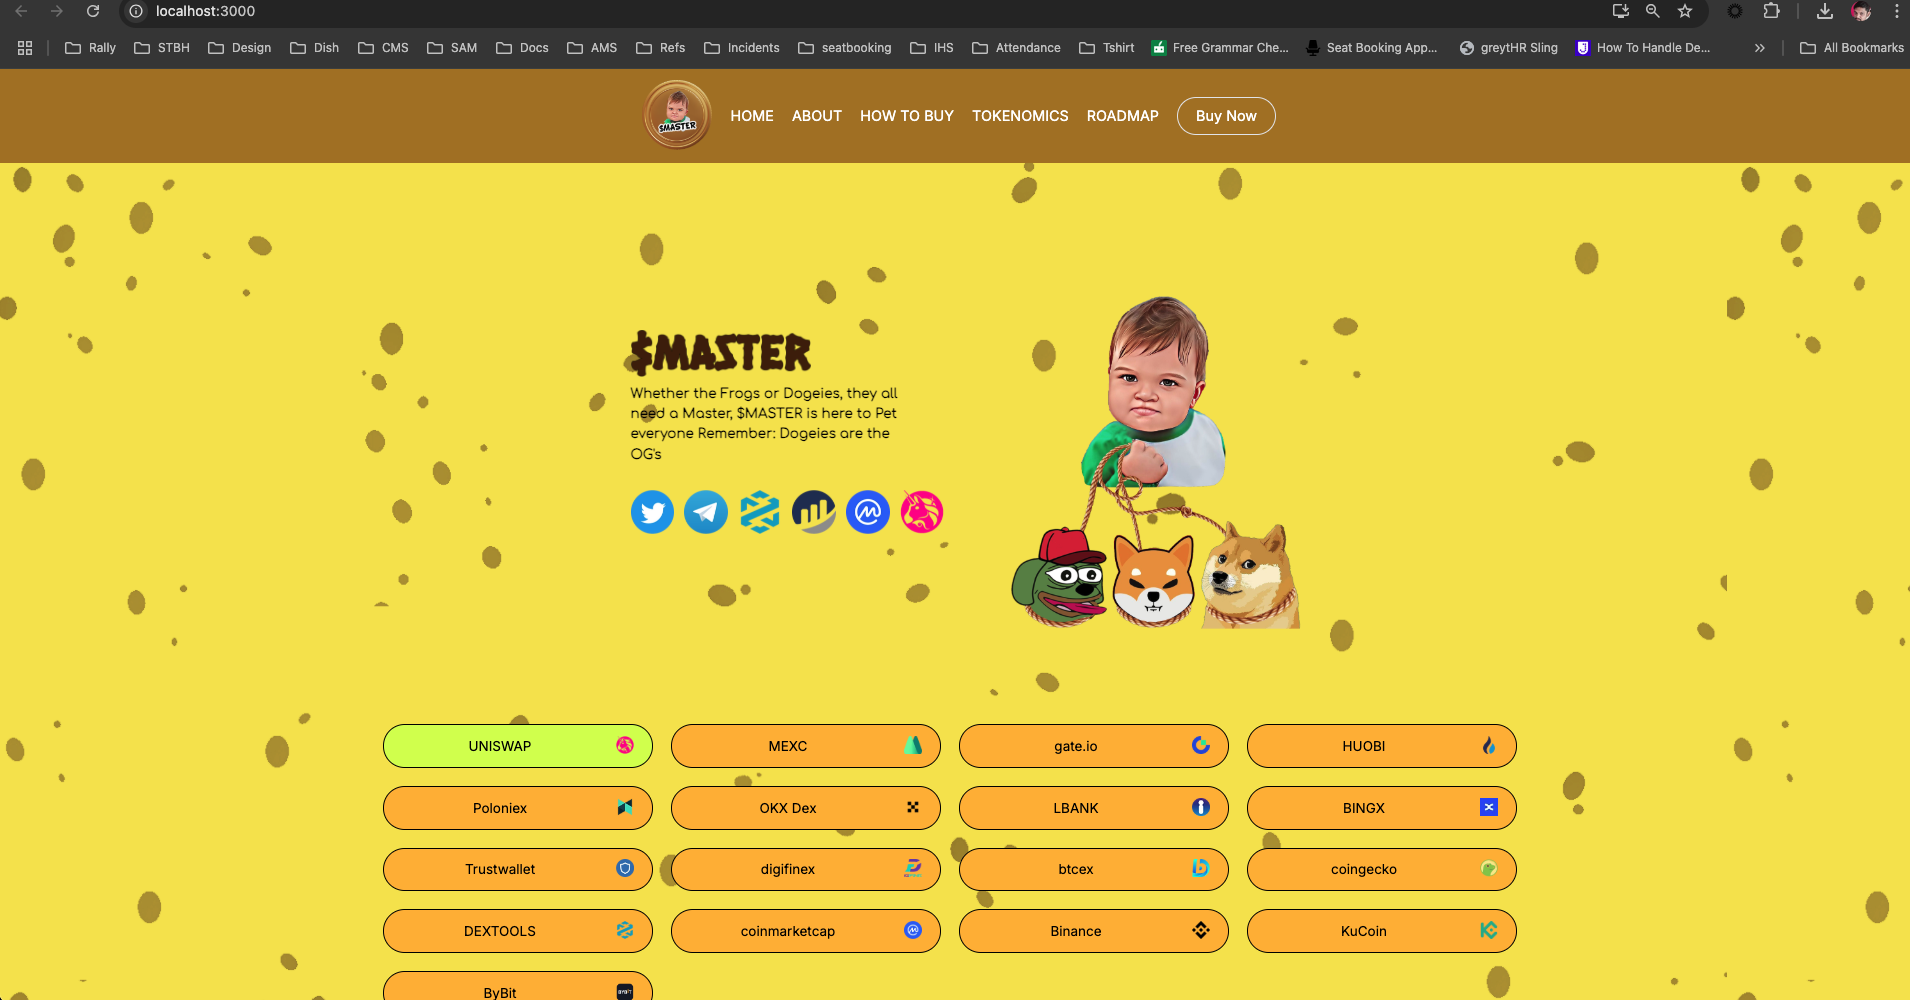 localhost:3000
Rally STBH Design Dish CMS SAM Docs AMS Refs Incidents seatbooking IHS Attendance Tshirt Free Grammar Che... Seat Booking App... greytHR Sling How To Handle De... All Bookmarks
$MASTER
HOME ABOUT HOW TO BUY TOKENOMICS ROADMAP Buy Now
$MASTER
Whether the Frogs or Dogeies, they all
need a Master, $MASTER is here to Pet
everyone Remember: Dogeies are the
OG's
UNISWAP MEXC gate.io HUOBI
Poloniex OKX Dex LBANK BINGX
Trustwallet digifinex btcex coingecko
DEXTOOLS coinmarketcap Binance KuCoin
ByBit BYBIT